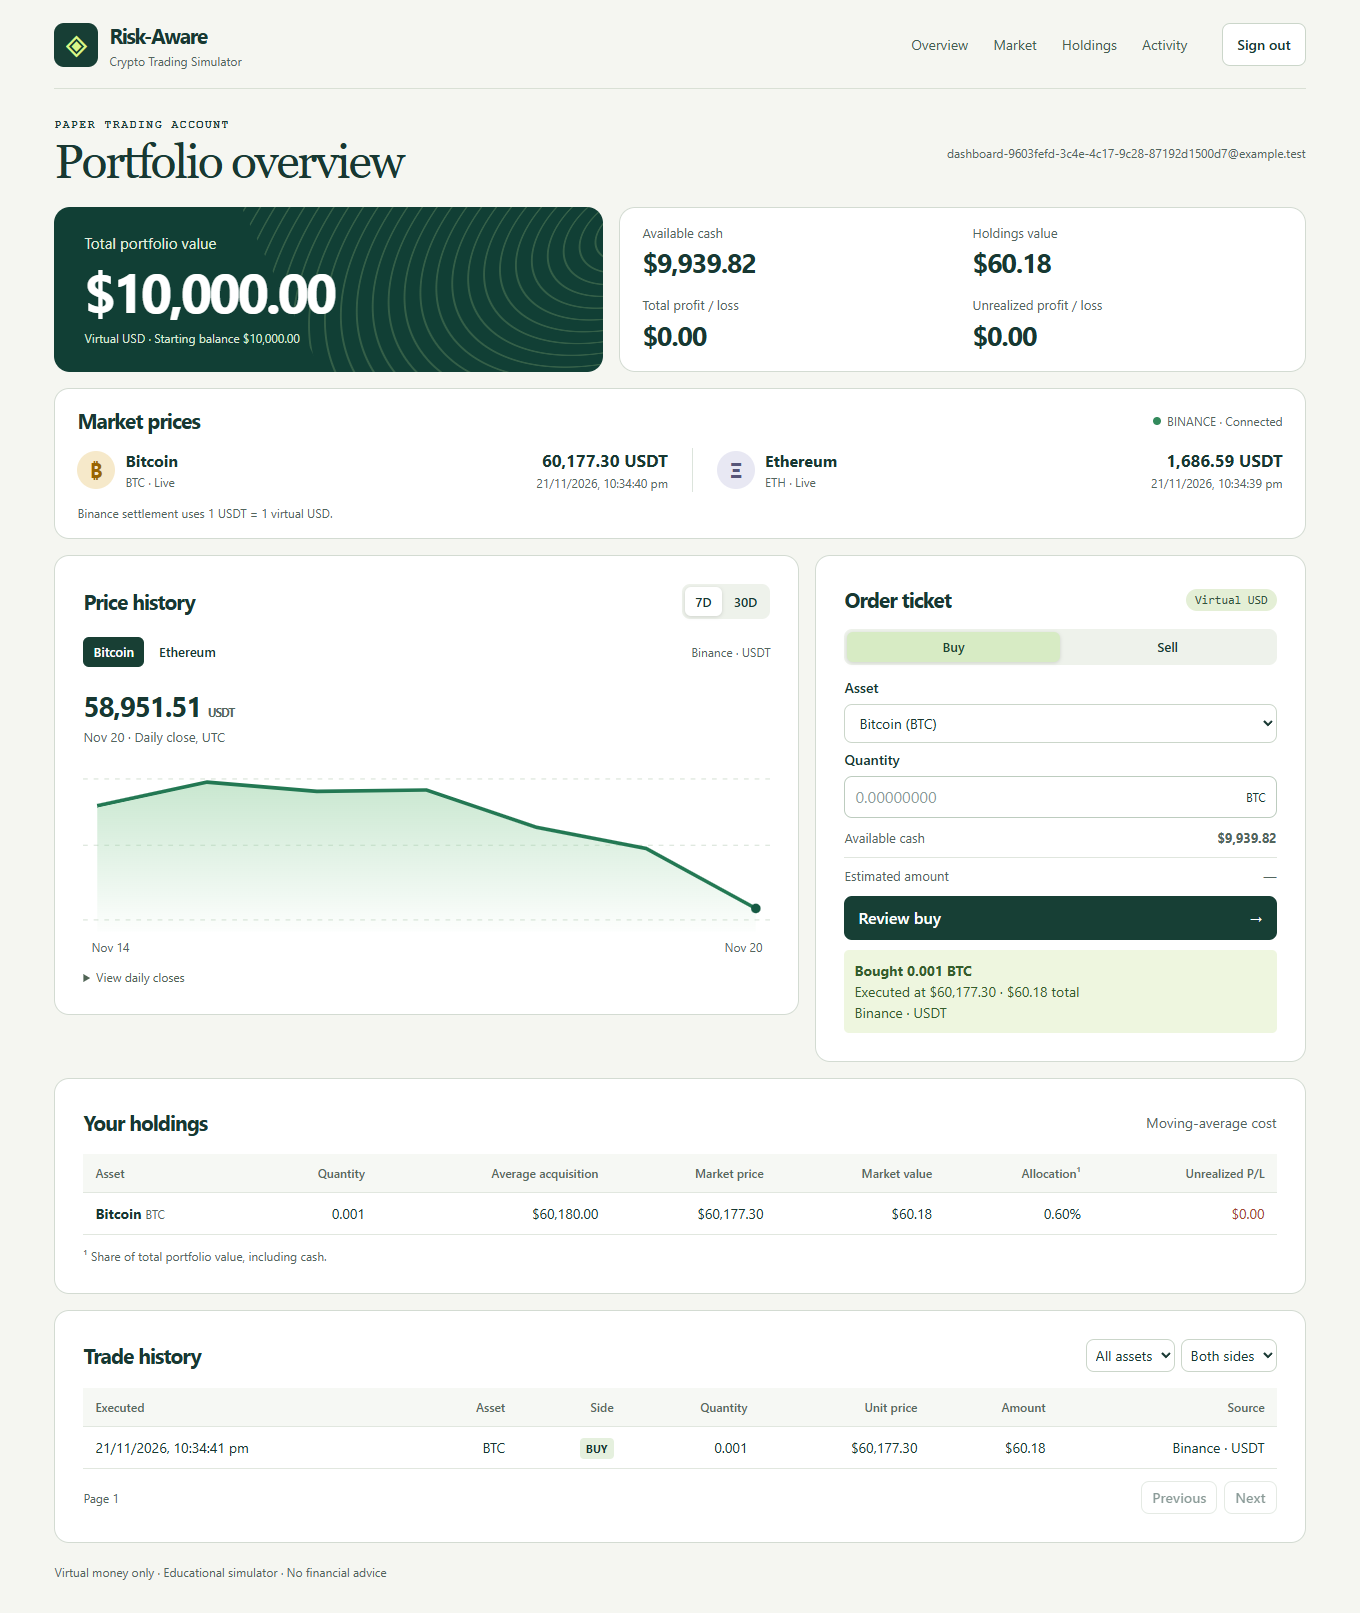 Risk-Aware
Crypto Trading Simulator
Overview Market Holdings Activity Sign out
PAPER TRADING ACCOUNT
Portfolio overview
dashboard-9603fefd-3c4e-4c17-9c28-87192d1500d7@example.test
Total portfolio value
$10,000.00
Virtual USD · Starting balance $10,000.00
Available cash
$9,939.82
Holdings value
$60.18
Total profit / loss
$0.00
Unrealized profit / loss
$0.00
Market prices
BINANCE · Connected
Bitcoin
BTC · Live
60,177.30 USDT
21/11/2026, 10:34:40 pm
Ethereum
ETH · Live
1,686.59 USDT
21/11/2026, 10:34:39 pm
Binance settlement uses 1 USDT = 1 virtual USD.
Price history
7D 30D
Bitcoin Ethereum
Binance · USDT
58,951.51 USDT
Nov 20 · Daily close, UTC
Nov 14 Nov 20
▶ View daily closes
Order ticket
Virtual USD
Buy Sell
Asset
Bitcoin (BTC)
Quantity
0.00000000 BTC
Available cash $9,939.82
Estimated amount —
Review buy →
Bought 0.001 BTC
Executed at $60,177.30 · $60.18 total
Binance · USDT
Your holdings
Moving-average cost
Asset Quantity Average acquisition Market price Market value Allocation¹ Unrealized P/L
Bitcoin BTC 0.001 $60,180.00 $60,177.30 $60.18 0.60% $0.00
¹ Share of total portfolio value, including cash.
Trade history
All assets Both sides
Executed Asset Side Quantity Unit price Amount Source
21/11/2026, 10:34:41 pm BTC BUY 0.001 $60,177.30 $60.18 Binance · USDT
Page 1
Previous Next
Virtual money only · Educational simulator · No financial advice